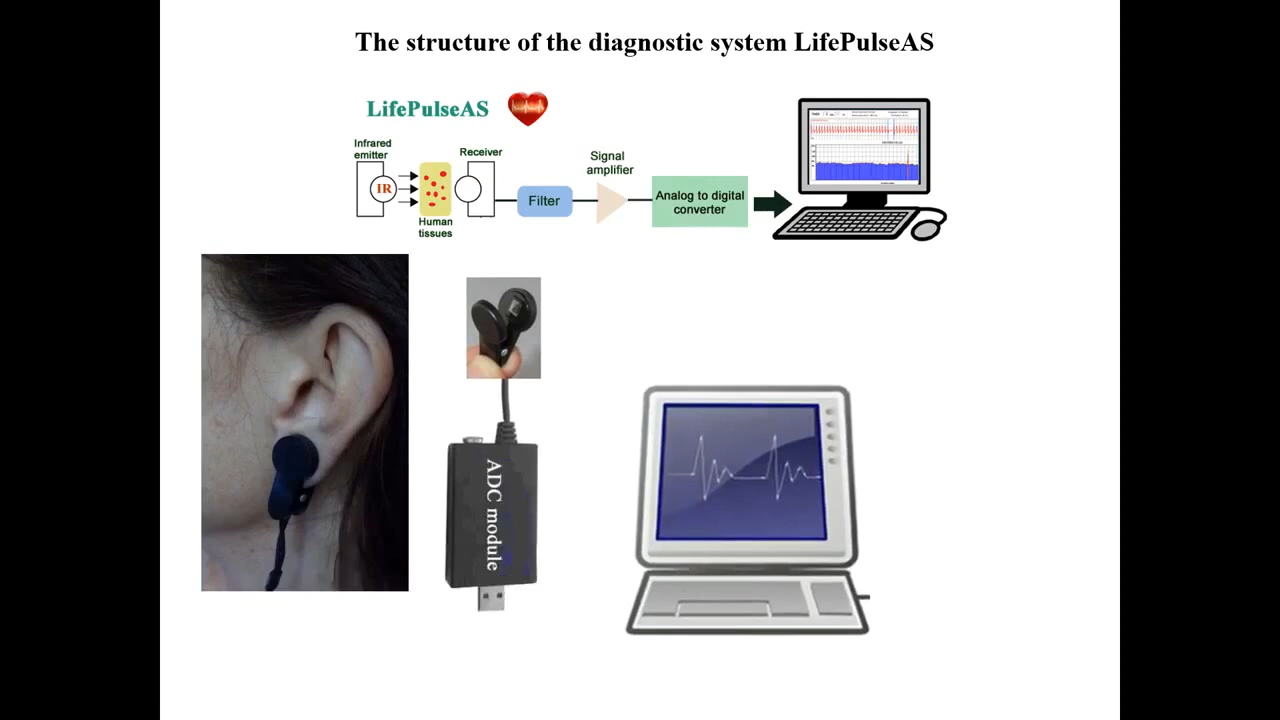 The structure of the diagnostic system LifePulseAS
LifePulseAS
Infrared
emitter
IR
Human
tissues
Receiver
Filter
Signal
amplifier
Analog to digital
converter
ADC module